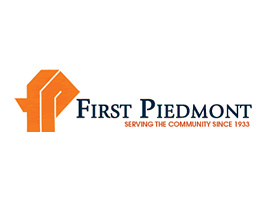 FIRST PIEDMONT
SERVING THE COMMUNITY SINCE 1933